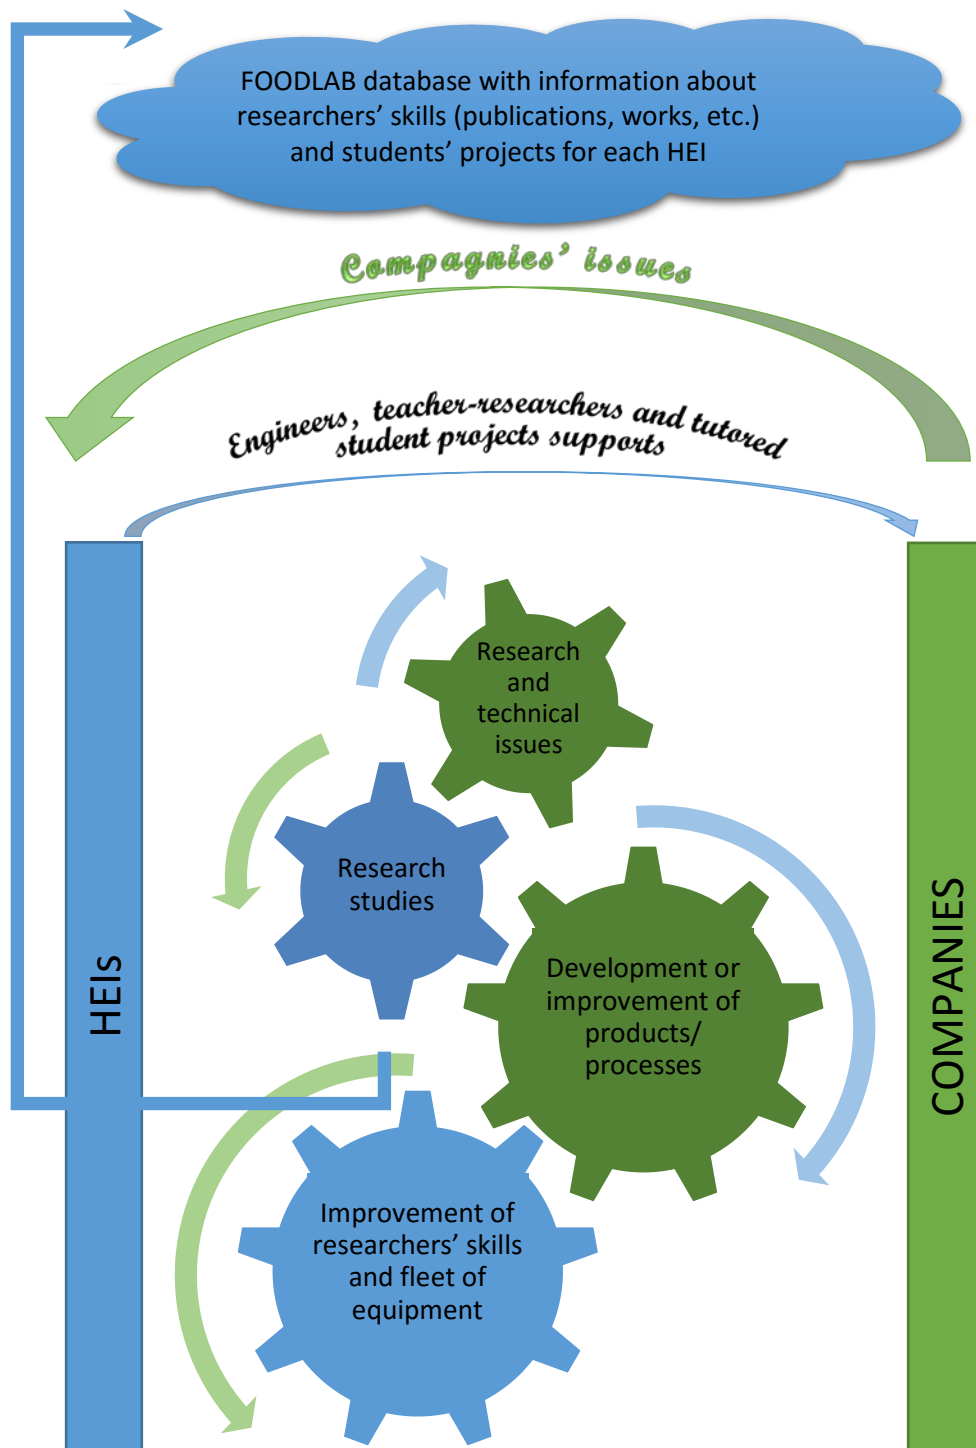 FOODLAB database with information about
researchers’ skills (publications, works, etc.)
and students’ projects for each HEI
Compagnies’ issues
Engineers, teacher-researchers and tutored
student projects supports
HEIs
COMPANIES
Research
and
technical
issues
Research
studies
Development or
improvement of
products/
processes
Improvement of
researchers’ skills
and fleet of
equipment